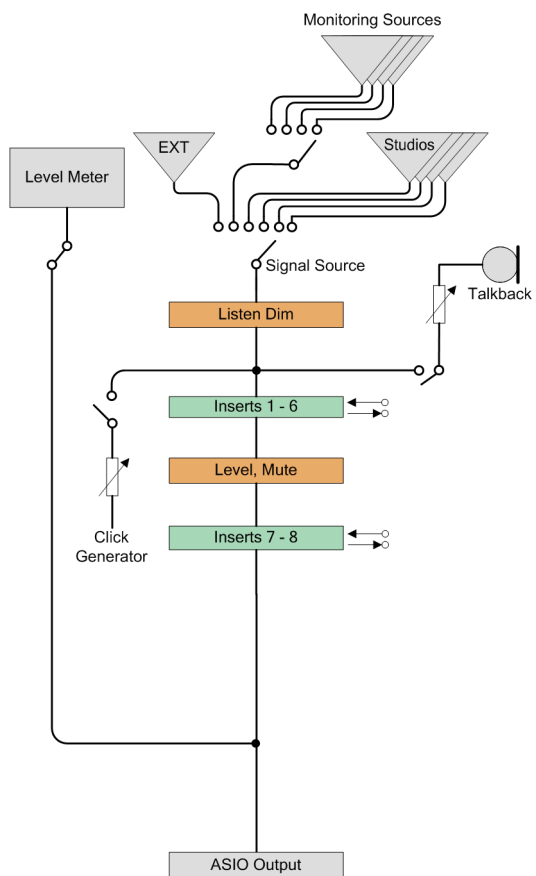 Monitoring Sources
EXT
Studios
Level Meter
Signal Source
Talkback
Listen Dim
Inserts 1 - 6
Level, Mute
Inserts 7 - 8
Click
Generator
ASIO Output